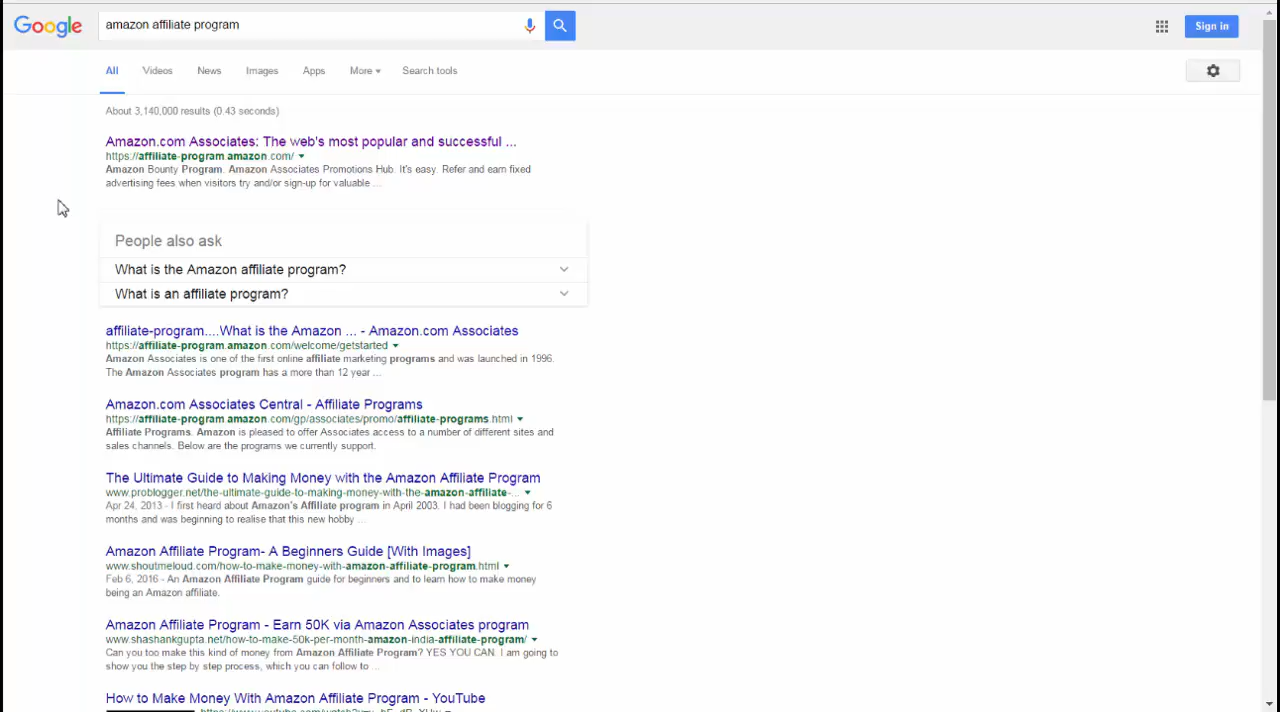 Google
amazon affiliate program
Sign in
All Videos News Images Apps More Search tools
About 3,140,000 results (0.43 seconds)
Amazon.com Associates: The web's most popular and successful ...
https://affiliate-program.amazon.com/
Amazon Bounty Program. Amazon Associates Promotions Hub. It's easy. Refer and earn fixed
advertising fees when visitors try and/or sign-up for valuable ...
People also ask
What is the Amazon affiliate program?
What is an affiliate program?
affiliate-program....What is the Amazon ... - Amazon.com Associates
https://affiliate-program.amazon.com/welcome/getstarted
Amazon Associates is one of the first online affiliate marketing programs and was launched in 1996.
The Amazon Associates program has a more than 12 year ...
Amazon.com Associates Central - Affiliate Programs
https://affiliate-program.amazon.com/gp/associates/promo/affiliate-programs.html
Affiliate Programs. Amazon is pleased to offer Associates access to a number of different sites and
sales channels. Below are the programs we currently support.
The Ultimate Guide to Making Money with the Amazon Affiliate Program
www.problogger.net/the-ultimate-guide-to-making-money-with-the-amazon-affiliate-...
Apr 24, 2013 - I first heard about Amazon's Affiliate program in April 2003. I had been blogging for 6
months and was beginning to realise that this new hobby ...
Amazon Affiliate Program- A Beginners Guide [With Images]
www.shoutmeloud.com/how-to-make-money-with-amazon-affiliate-program.html
Feb 6, 2016 - An Amazon Affiliate Program guide for beginners and to learn how to make money
being an Amazon affiliate.
Amazon Affiliate Program - Earn 50K via Amazon Associates program
www.shashankgupta.net/how-to-make-50k-per-month-amazon-india-affiliate-program/
Can you too make this kind of money from Amazon Affiliate Program? YES YOU CAN. I am going to
show you the step by step process, which you can follow to ...
How to Make Money With Amazon Affiliate Program - YouTube